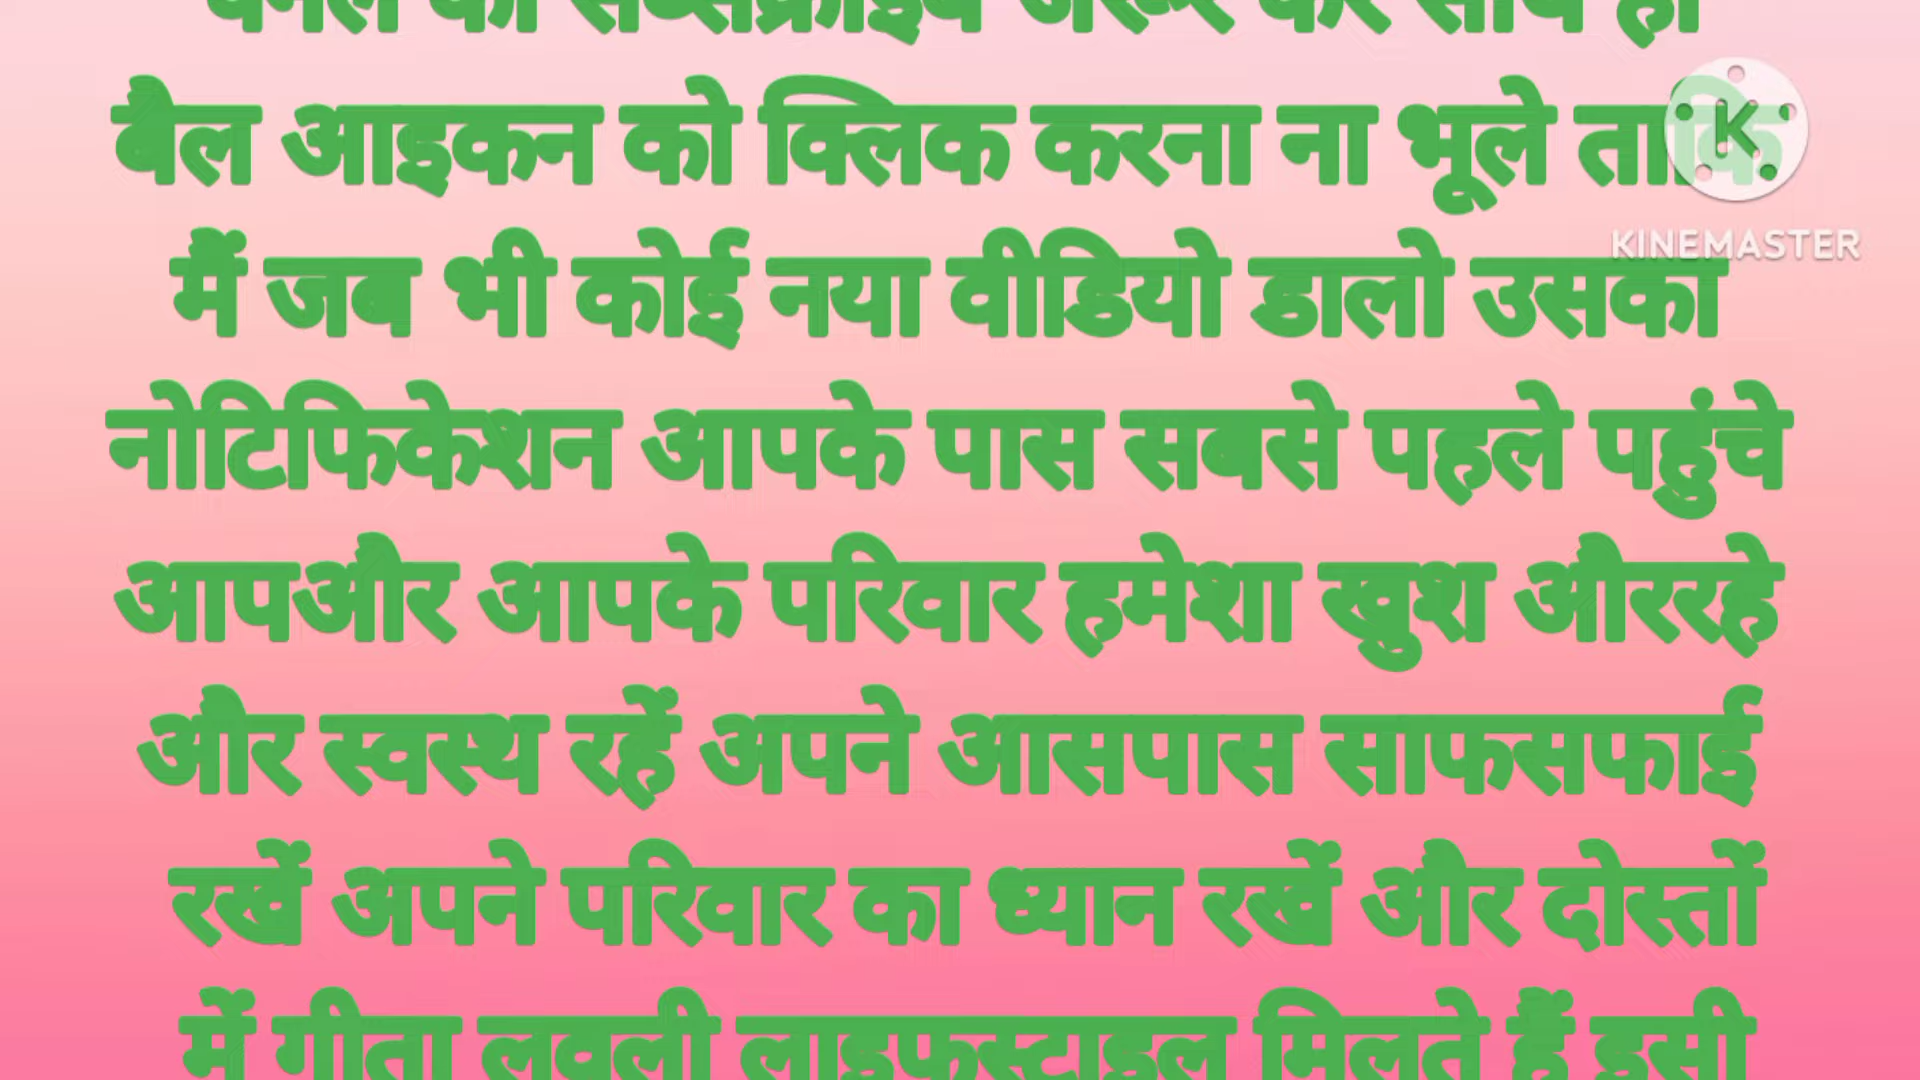 चैनल को सब्सक्राइब जरूर करें साथ ही
बैल आइकन को क्लिक करना ना भूले ताकि
मैं जब भी कोई नया वीडियो डालो उसका
नोटिफिकेशन आपके पास सबसे पहले पहुंचे
आपऔर आपके परिवार हमेशा खुश औररहे
और स्वस्थ रहें अपने आसपास साफसफाई
रखें अपने परिवार का ध्यान रखें और दोस्तों
में गीता लवली लाइफस्टाइल मिलते हैं इसी
K
KINEMASTER